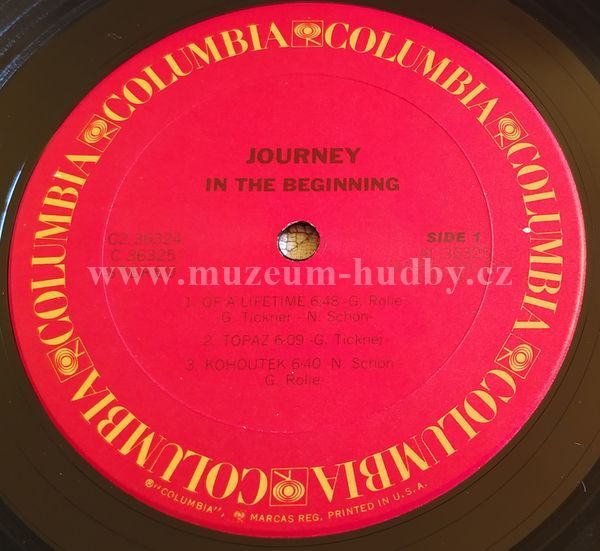 COLUMBIA COLUMBIA COLUMBIA COLUMBIA COLUMBIA COLUMBIA COLUMBIA COLUMBIA
JOURNEY
IN THE BEGINNING
C2 36324
C 36325
SIDE 1
www.muzeum-hudby.cz
1. OF A LIFETIME 6:48 -G. Rolie-
G. Tickner - N. Schon-
2. TOPAZ 6:09 -G. Tickner-
3. KOHOUTEK 6:40 -N. Schon-
G. Rolie-
℗"COLUMBIA", MARCAS REG. PRINTED IN U.S.A.